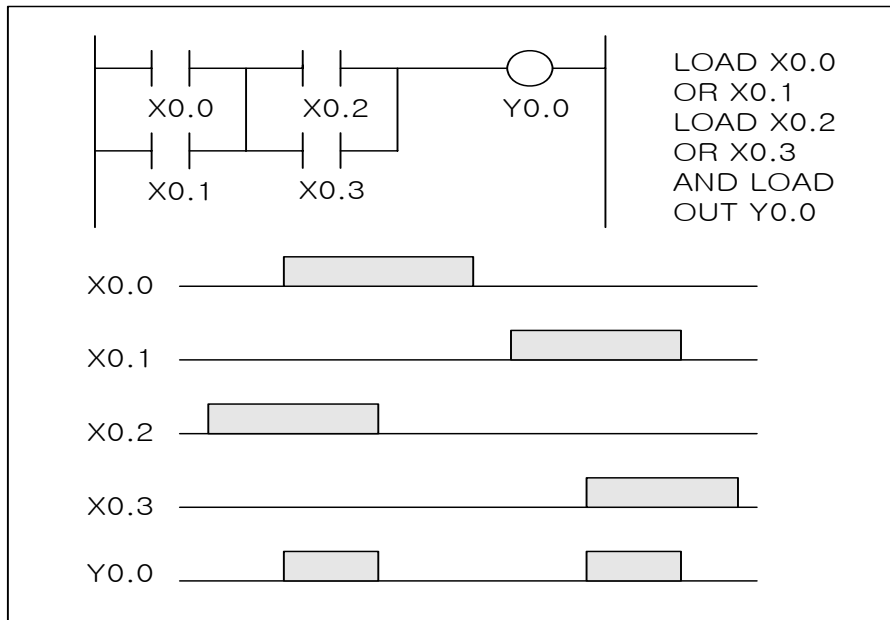 X0.0 X0.2 Y0.0
X0.1 X0.3
LOAD X0.0
OR X0.1
LOAD X0.2
OR X0.3
AND LOAD
OUT Y0.0
X0.0
X0.1
X0.2
X0.3
Y0.0